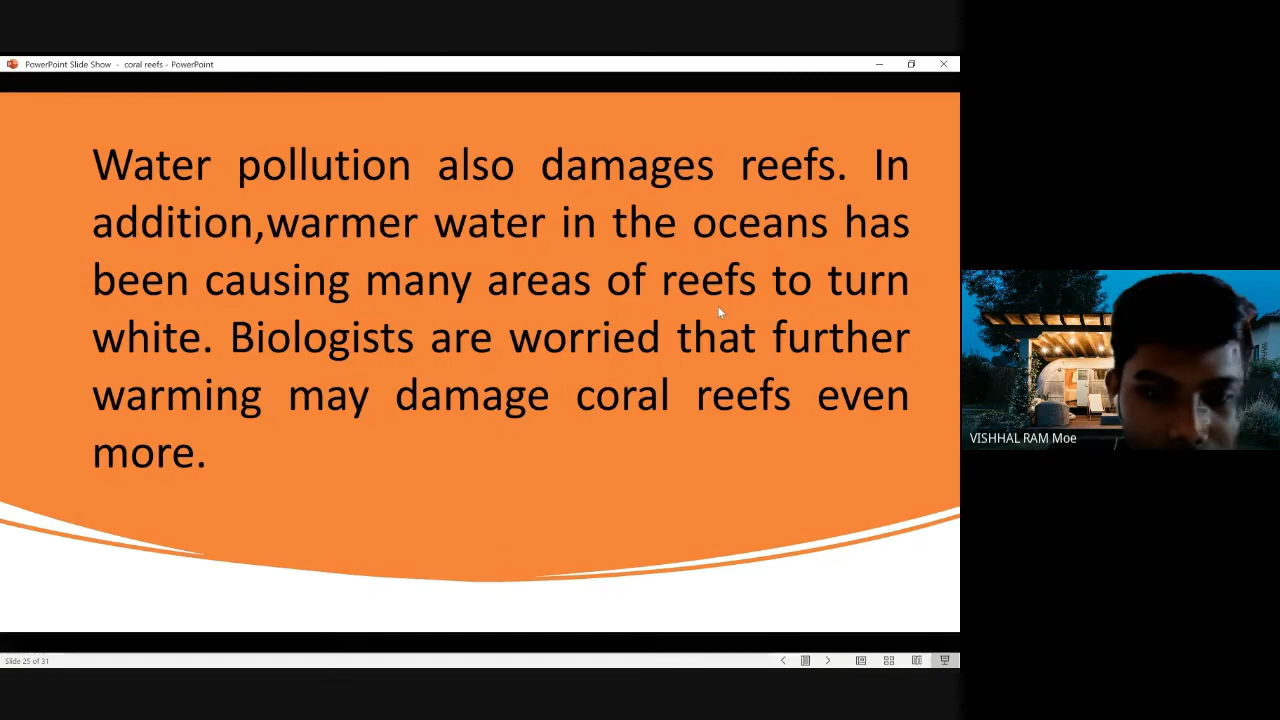 PowerPoint Slide Show - coral reefs - PowerPoint
Water pollution also damages reefs. In
addition,warmer water in the oceans has
been causing many areas of reefs to turn
white. Biologists are worried that further
warming may damage coral reefs even
more.
VISHHAL RAM Moe
Slide 25 of 31